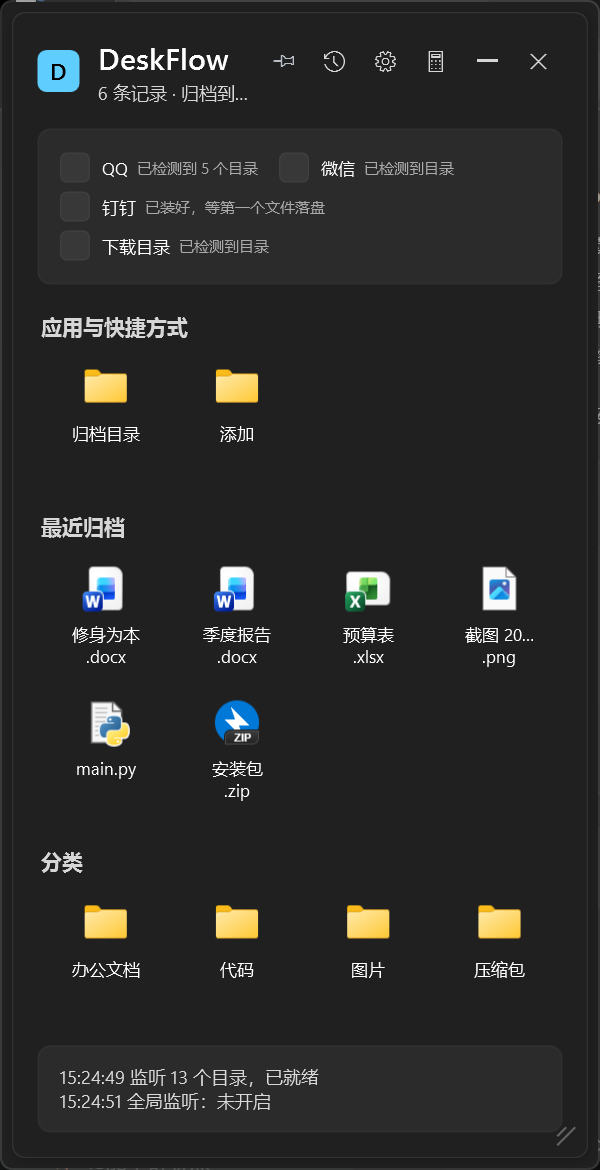 D
DeskFlow
6 条记录 · 归档到...
QQ 已检测到 5 个目录 微信 已检测到目录
钉钉 已装好，等第一个文件落盘
下载目录 已检测到目录
应用与快捷方式
归档目录 添加
最近归档
修身为本 季度报告 预算表 截图 20...
.docx .docx .xlsx .png
main.py 安装包
.zip
分类
办公文档 代码 图片 压缩包
15:24:49 监听 13 个目录，已就绪
15:24:51 全局监听：未开启